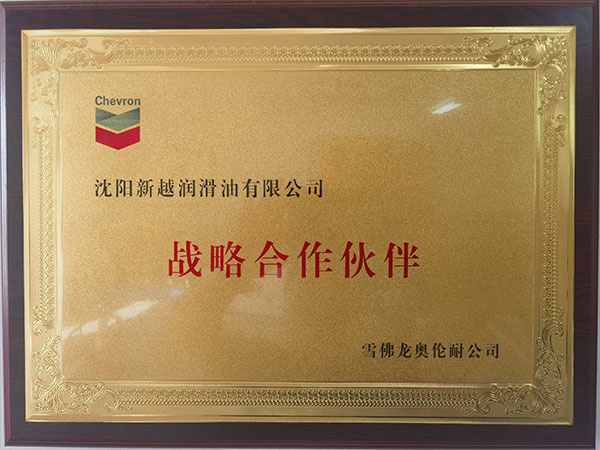 Chevron
沈阳新越润滑油有限公司
战略合作伙伴
雪佛龙奥伦耐公司